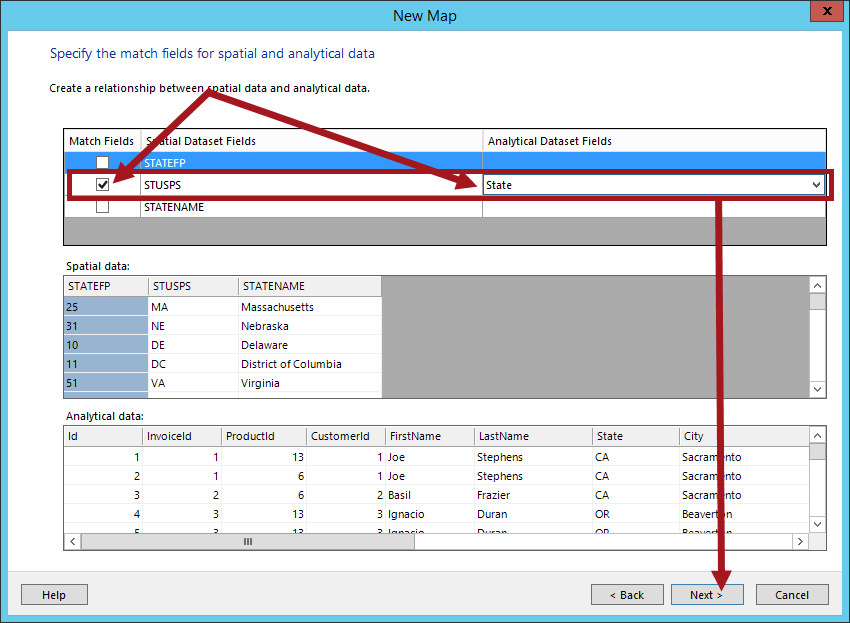 New Map
x
Specify the match fields for spatial and analytical data
Create a relationship between spatial data and analytical data.
Match Fields Spatial Dataset Fields Analytical Dataset Fields
STATEFP
STUSPS State
STATENAME
Spatial data:
STATEFP STUSPS STATENAME
25 MA Massachusetts
31 NE Nebraska
10 DE Delaware
11 DC District of Columbia
51 VA Virginia
Analytical data:
Id InvoiceId ProductId CustomerId FirstName LastName State City
1 1 13 1 Joe Stephens CA Sacramento
2 1 6 1 Joe Stephens CA Sacramento
3 2 6 2 Basil Frazier CA Sacramento
4 3 13 3 Ignacio Duran OR Beaverton
5 3 13 3 Ignacio Duran OR Beaverton
Help < Back Next > Cancel